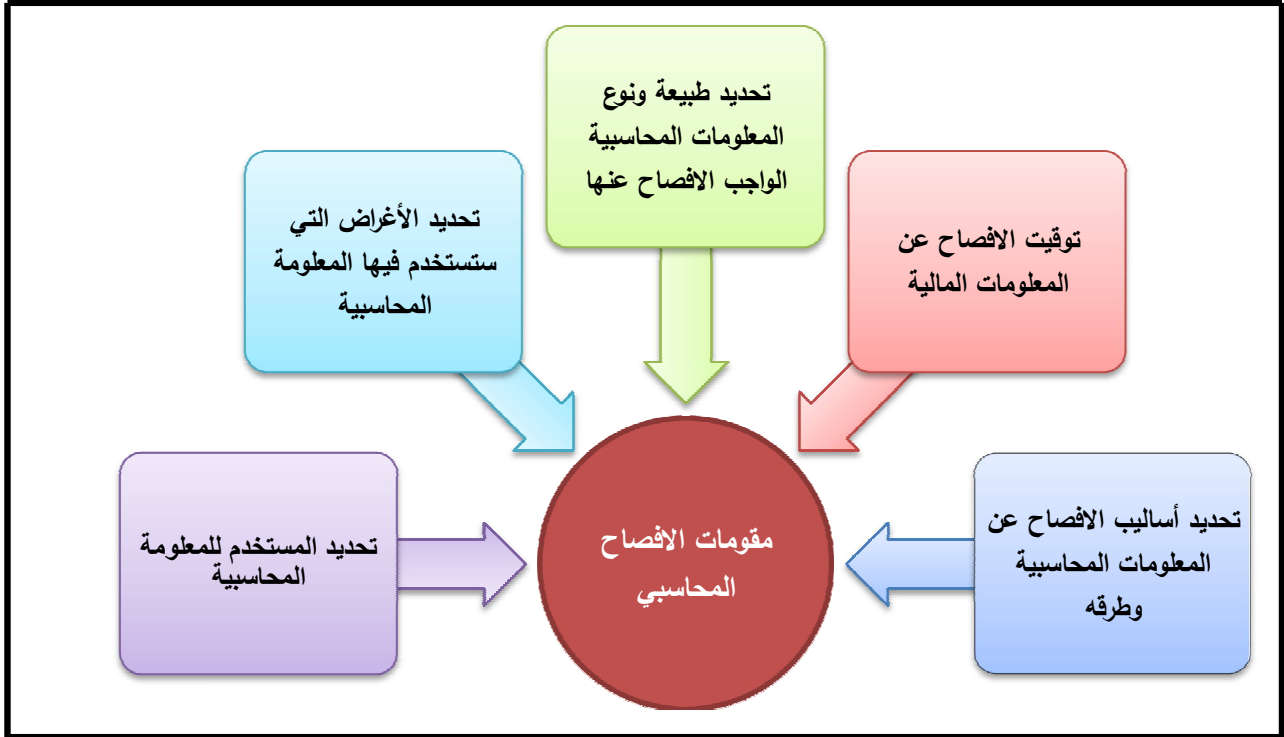 تحديد طبيعة ونوع
المعلومات المحاسبية
الواجب الافصاح عنها
توقيت الافصاح عن
المعلومات المالية
تحديد الأغراض التي
ستستخدم فيها المعلومة
المحاسبية
تحديد أساليب الافصاح عن
المعلومات المحاسبية
وطرقه
مقومات الافصاح
المحاسبي
تحديد المستخدم للمعلومة
المحاسبية